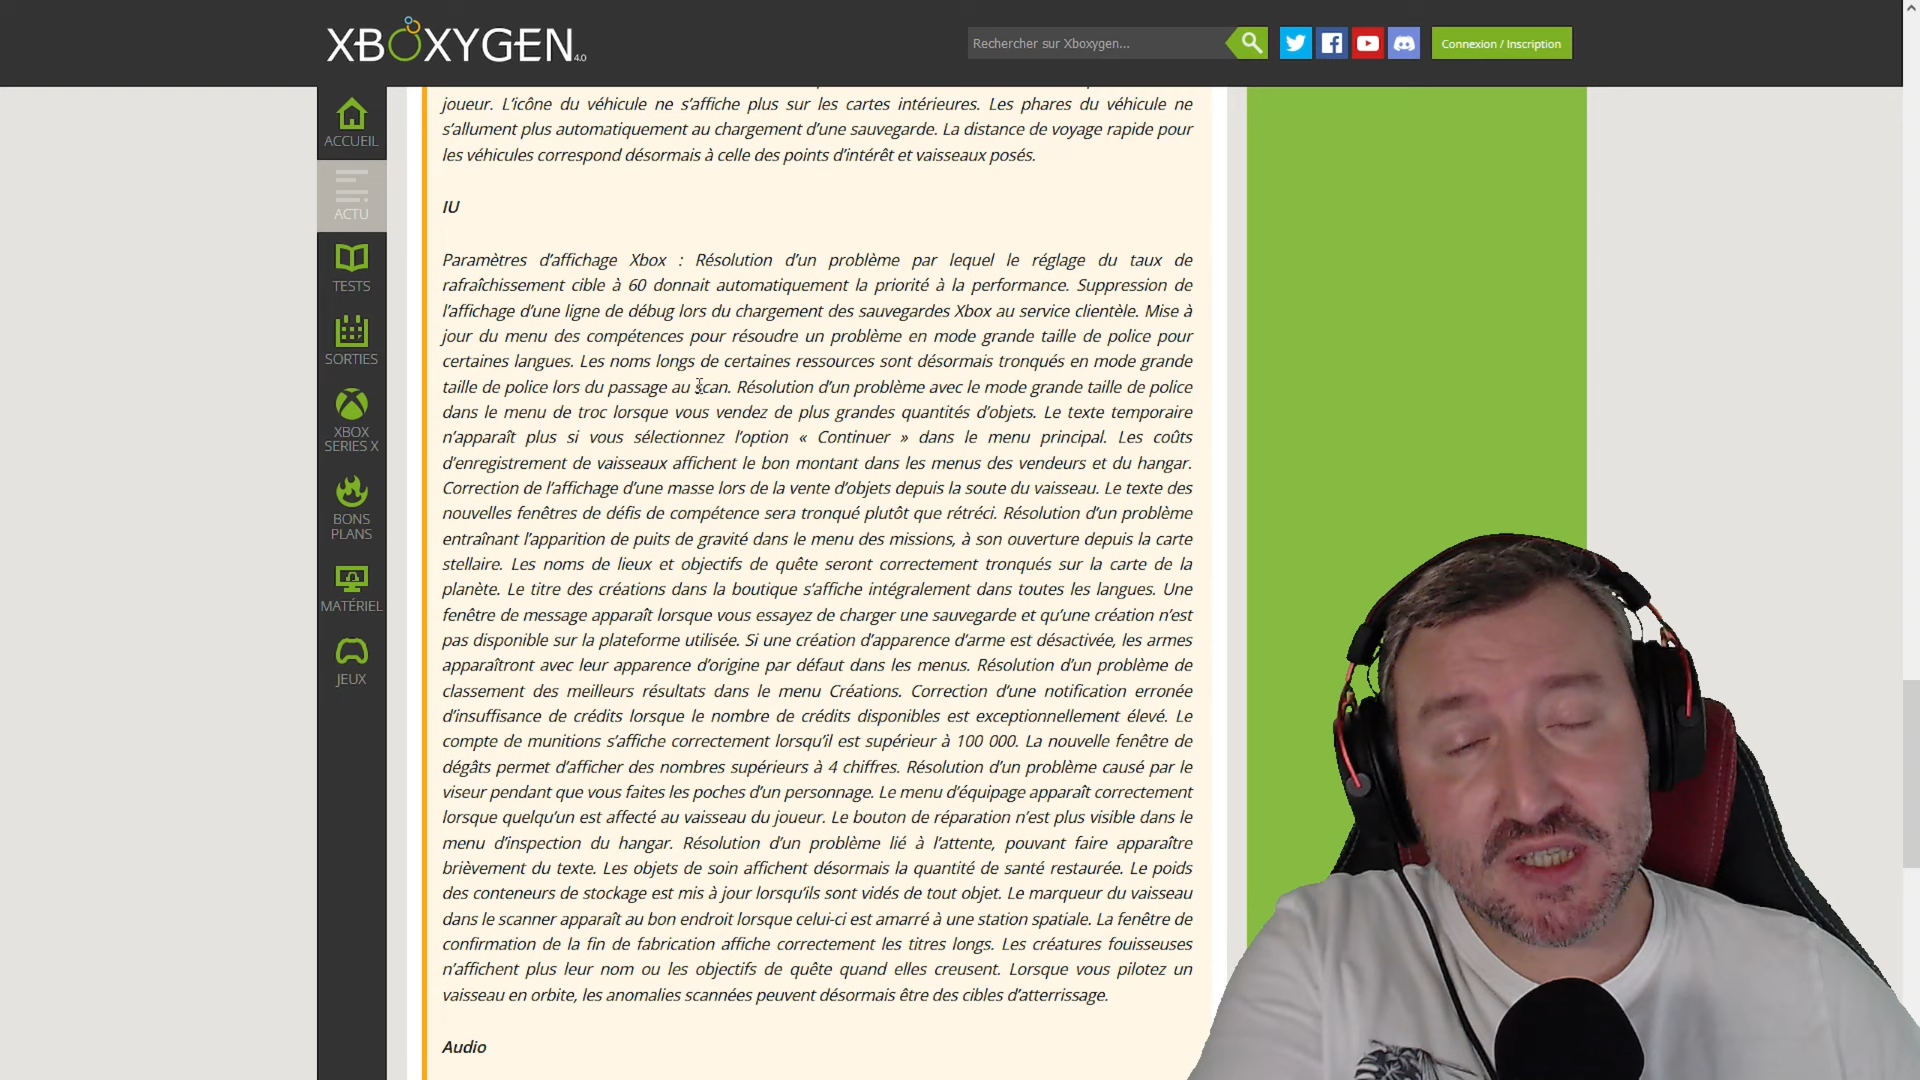 XBOXYGEN 4.0
Rechercher sur Xboxygen...
Connexion / Inscription
ACCUEIL
ACTU
TESTS
SORTIES
XBOX
SERIES X
BONS
PLANS
MATÉRIEL
JEUX
joueur. L’icône du véhicule ne s’affiche plus sur les cartes intérieures. Les phares du véhicule ne
s’allument plus automatiquement au chargement d’une sauvegarde. La distance de voyage rapide pour
les véhicules correspond désormais à celle des points d’intérêt et vaisseaux posés.
IU
Paramètres d’affichage Xbox : Résolution d’un problème par lequel le réglage du taux de
rafraîchissement cible à 60 donnait automatiquement la priorité à la performance. Suppression de
l’affichage d’une ligne de débug lors du chargement des sauvegardes Xbox au service clientèle. Mise à
jour du menu des compétences pour résoudre un problème en mode grande taille de police pour
certaines langues. Les noms longs de certaines ressources sont désormais tronqués en mode grande
taille de police lors du passage au scan. Résolution d’un problème avec le mode grande taille de police
dans le menu de troc lorsque vous vendez de plus grandes quantités d’objets. Le texte temporaire
n’apparaît plus si vous sélectionnez l’option « Continuer » dans le menu principal. Les coûts
d’enregistrement de vaisseaux affichent le bon montant dans les menus des vendeurs et du hangar.
Correction de l’affichage d’une masse lors de la vente d’objets depuis la soute du vaisseau. Le texte des
nouvelles fenêtres de défis de compétence sera tronqué plutôt que rétréci. Résolution d’un problème
entraînant l’apparition de puits de gravité dans le menu des missions, à son ouverture depuis la carte
stellaire. Les noms de lieux et objectifs de quête seront correctement tronqués sur la carte de la
planète. Le titre des créations dans la boutique s’affiche intégralement dans toutes les langues. Une
fenêtre de message apparaît lorsque vous essayez de charger une sauvegarde et qu’une création n’est
pas disponible sur la plateforme utilisée. Si une création d’apparence d’arme est désactivée, les armes
apparaîtront avec leur apparence d’origine par défaut dans les menus. Résolution d’un problème de
classement des meilleurs résultats dans le menu Créations. Correction d’une notification erronée
d’insuffisance de crédits lorsque le nombre de crédits disponibles est exceptionnellement élevé. Le
compte de munitions s’affiche correctement lorsqu’il est supérieur à 100 000. La nouvelle fenêtre de
dégâts permet d’afficher des nombres supérieurs à 4 chiffres. Résolution d’un problème causé par le
viseur pendant que vous faites les poches d’un personnage. Le menu d’équipage apparaît correctement
lorsque quelqu’un est affecté au vaisseau du joueur. Le bouton de réparation n’est plus visible dans le
menu d’inspection du hangar. Résolution d’un problème lié à l’attente, pouvant faire apparaître
brièvement du texte. Les objets de soin affichent désormais la quantité de santé restaurée. Le poids
des conteneurs de stockage est mis à jour lorsqu’ils sont vidés de tout objet. Le marqueur du vaisseau
dans le scanner apparaît au bon endroit lorsque celui-ci est amarré à une station spatiale. La fenêtre de
confirmation de la fin de fabrication affiche correctement les titres longs. Les créatures fouisseuses
n’affichent plus leur nom ou les objectifs de quête quand elles creusent. Lorsque vous pilotez un
vaisseau en orbite, les anomalies scannées peuvent désormais être des cibles d’atterrissage.
Audio